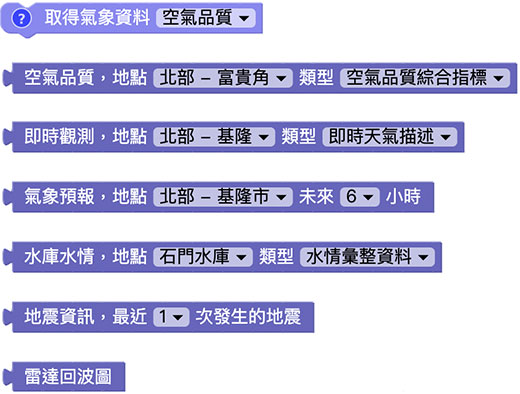 ? 取得氣象資料 空氣品質
空氣品質，地點 北部 – 富貴角 類型 空氣品質綜合指標
即時觀測，地點 北部 – 基隆 類型 即時天氣描述
氣象預報，地點 北部 – 基隆市 未來 6 小時
水庫水情，地點 石門水庫 類型 水情彙整資料
地震資訊，最近 1 次發生的地震
雷達回波圖